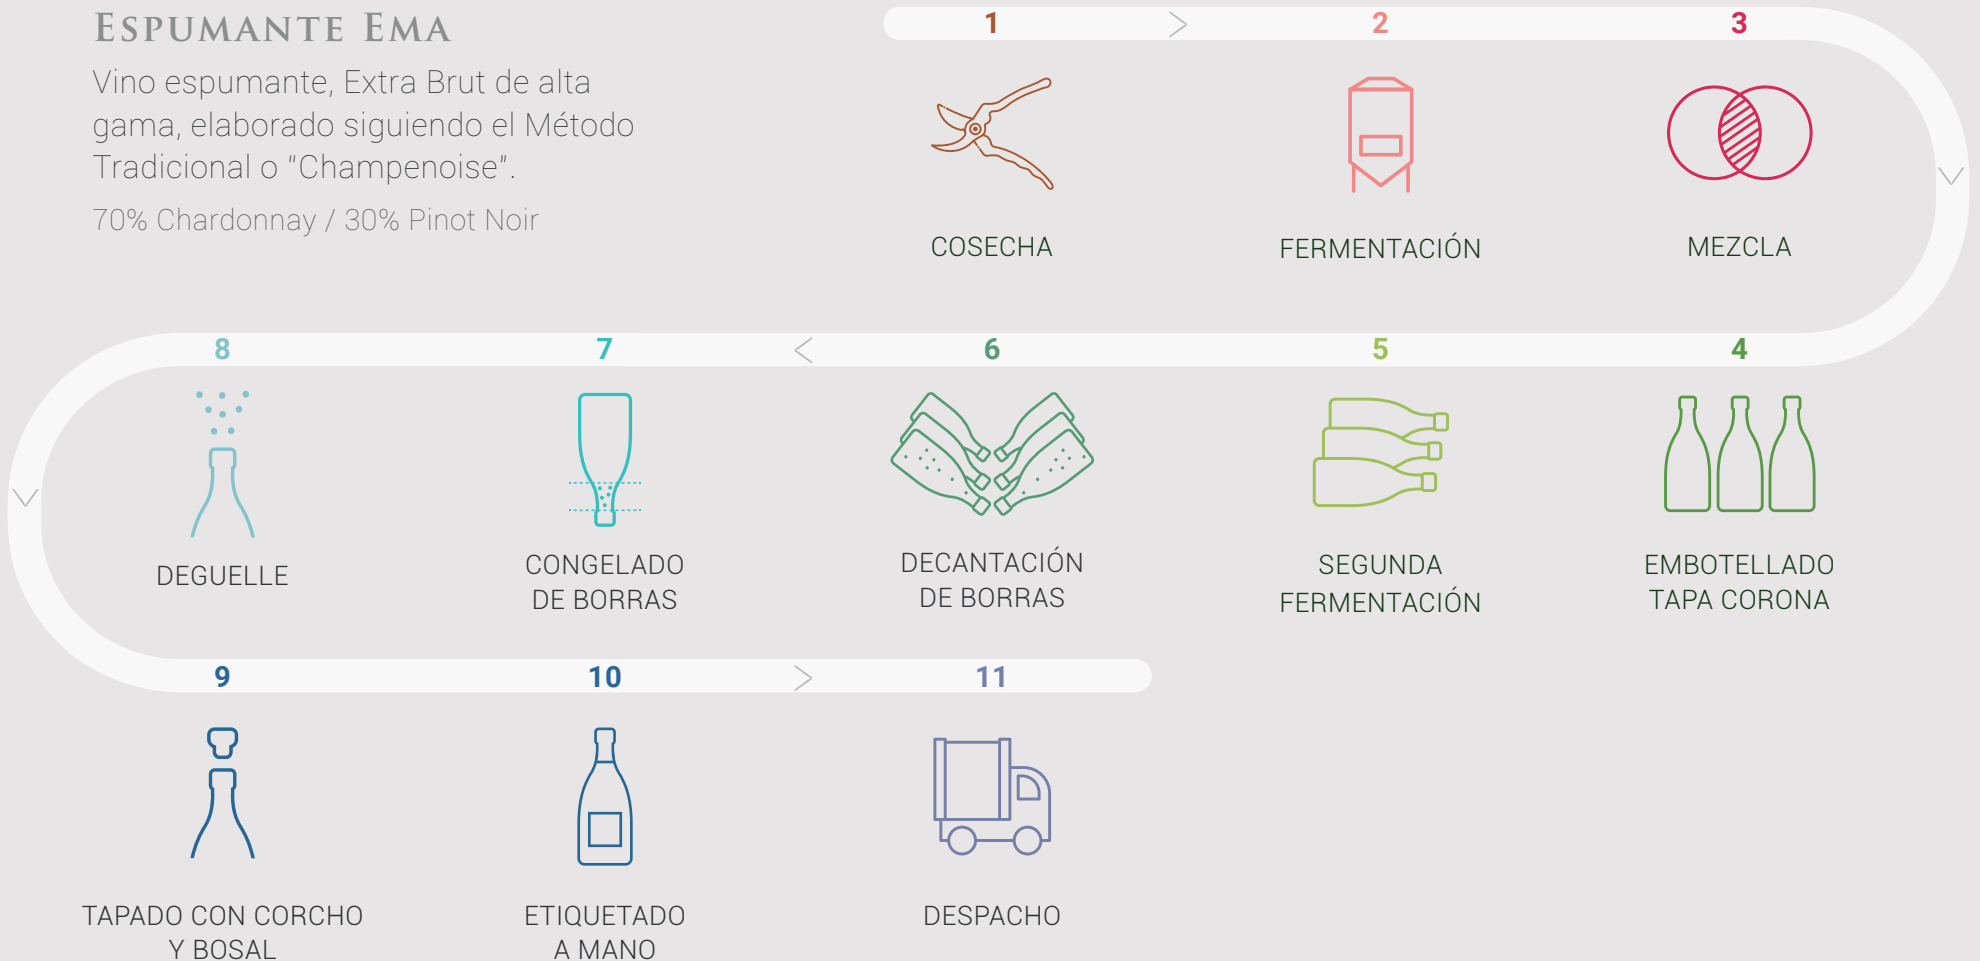 ESPUMANTE EMA
Vino espumante, Extra Brut de alta
gama, elaborado siguiendo el Método
Tradicional o "Champenoise".
70% Chardonnay / 30% Pinot Noir
1
>
2
3
COSECHA
FERMENTACIÓN
MEZCLA
4
5
6
<
7
8
EMBOTELLADO
TAPA CORONA
SEGUNDA
FERMENTACIÓN
DECANTACIÓN
DE BORRAS
CONGELADO
DE BORRAS
DEGUELLE
9
10
>
11
TAPADO CON CORCHO
Y BOSAL
ETIQUETADO
A MANO
DESPACHO